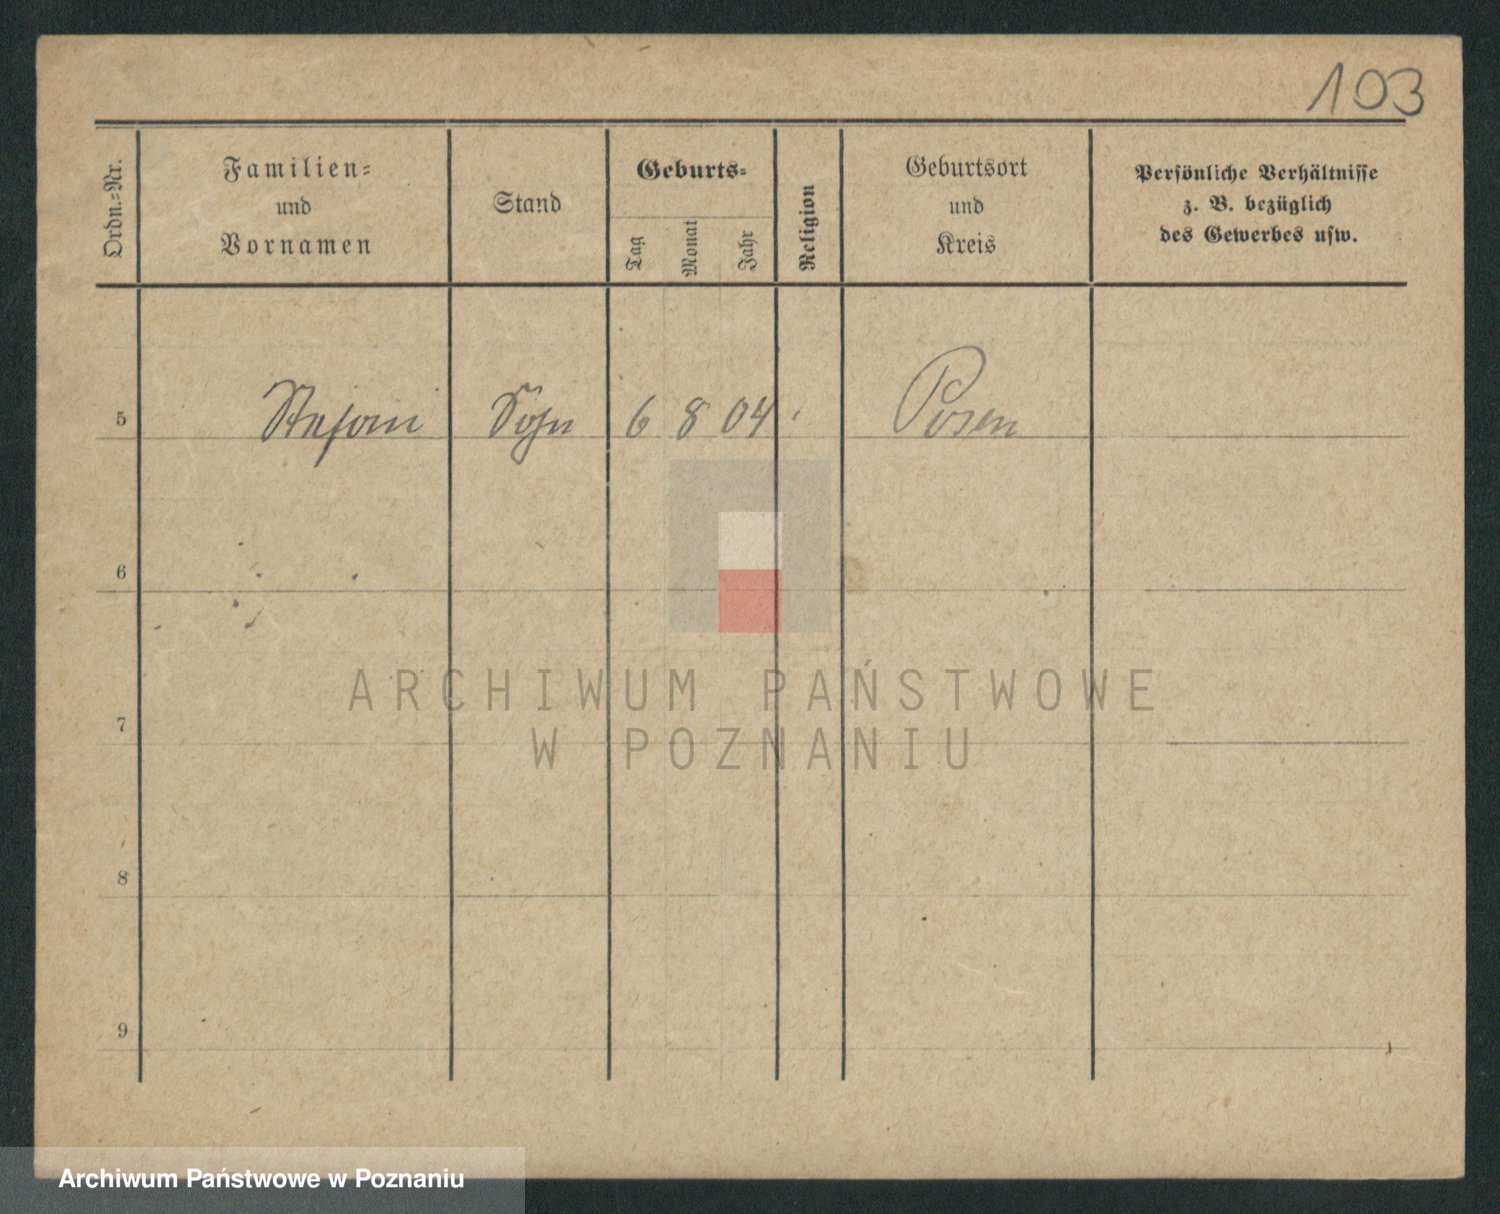 103
Ordn.-Nr.
Familien-
und
Vornamen
Stand
Geburts-
Tag
Monat
Jahr
Religion
Geburtsort
und
Kreis
Persönliche Verhältnisse
z. B. bezüglich
des Gewerbes usw.
5 Sohn 6 8 04 Posen
6
ARCHIWUM PAŃSTWOWE
W POZNANIU
7
8
9
Archiwum Państwowe w Poznaniu